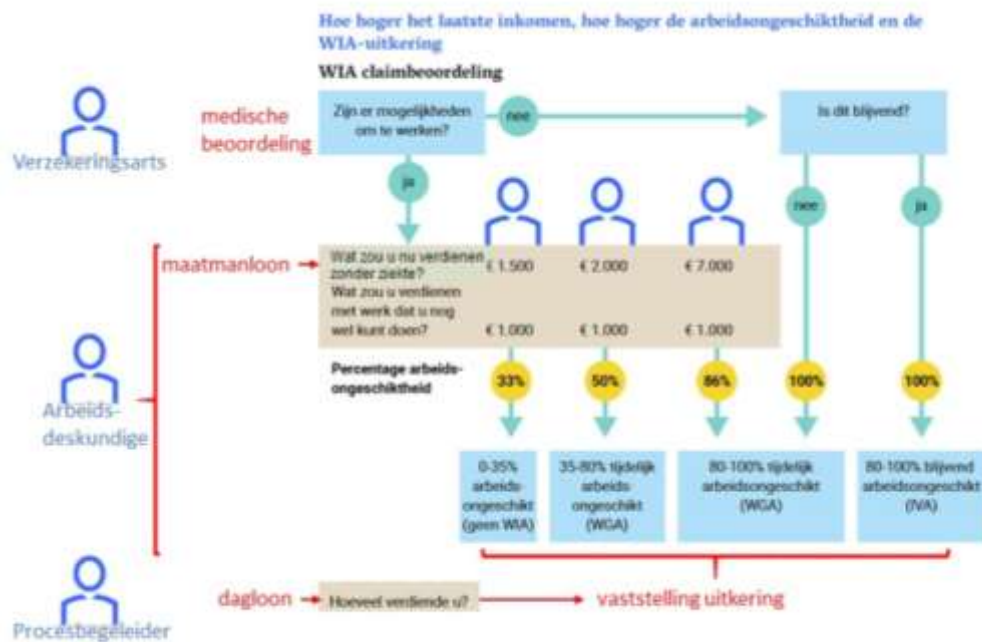 Hoe hoger het laatste inkomen, hoe hoger de arbeidsongeschiktheid en de
WIA-uitkering
WIA claimbeoordeling
Verzekeringsarts
medische
beoordeling
Zijn er mogelijkheden
om te werken?
nee
Is dit blijvend?
ja
nee
ja
maatmanloon
Wat zou u nu verdienen
zonder ziekte?
€ 1.500
€ 2.000
€ 7.000
Wat zou u verdienen
met werk dat u nog
wel kunt doen?
€ 1.000
€ 1.000
€ 1.000
Arbeids-
deskundige
Percentage arbeids-
ongeschiktheid
33%
50%
86%
100%
100%
0-35%
arbeids-
ongeschikt
(geen WIA)
35-80% tijdelijk
arbeids-
ongeschikt
(WGA)
80-100% tijdelijk
arbeidsongeschikt
(WGA)
80-100% blijvend
arbeidsongeschikt
(IVA)
Procesbegeleider
dagloon
Hoeveel verdiende u?
vaststelling uitkering